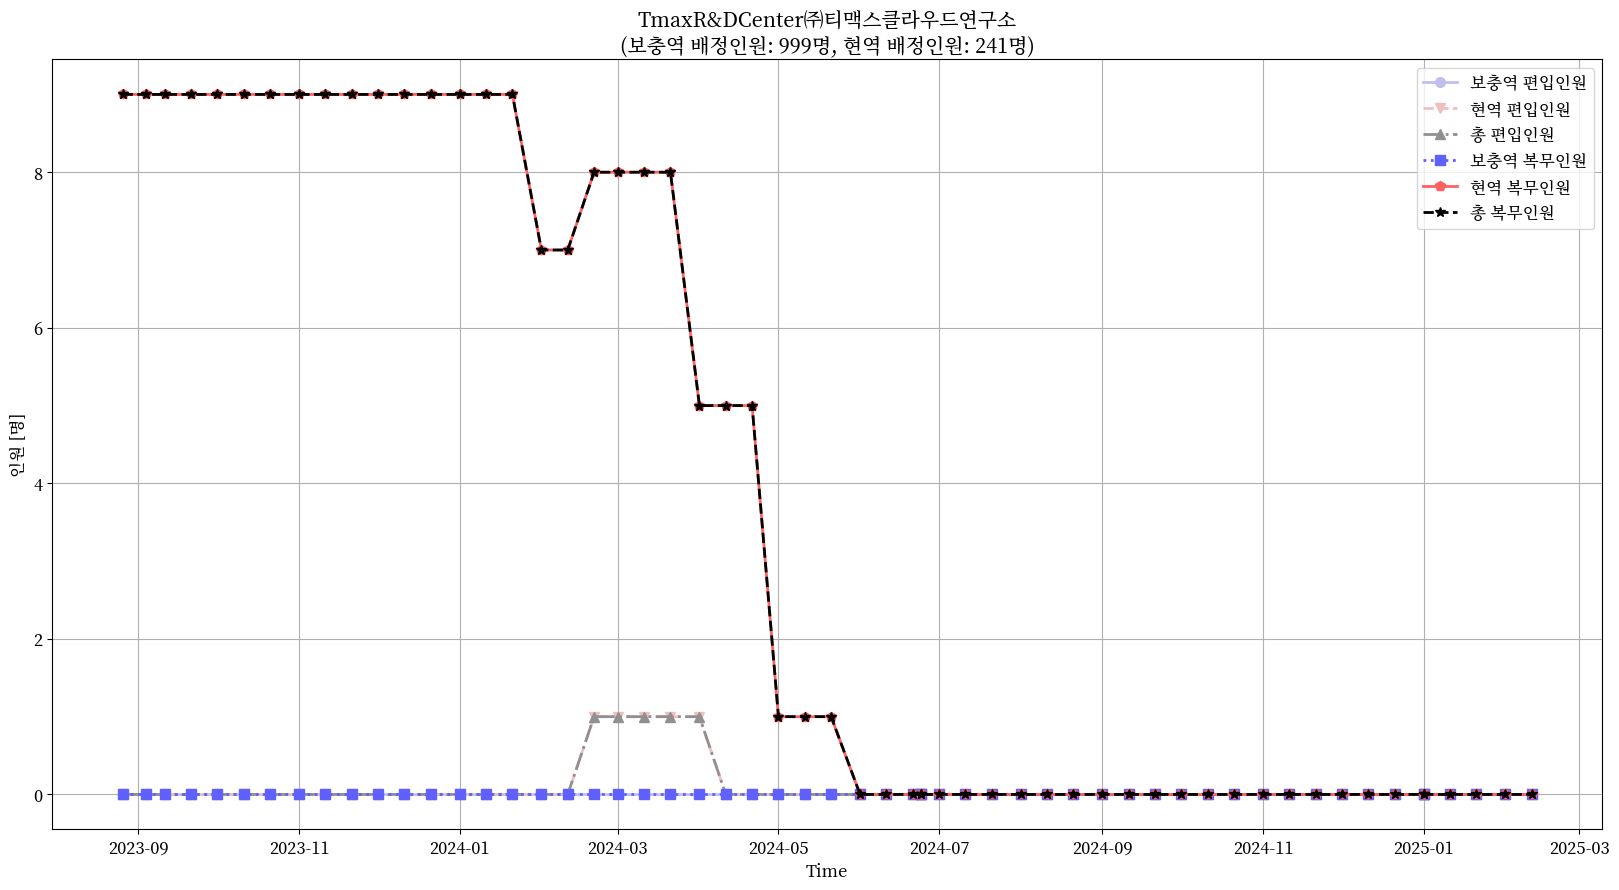 TmaxR&DCenter㈜티맥스클라우드연구소
(보충역 배정인원: 999명, 현역 배정인원: 241명)
보충역 편입인원
현역 편입인원
총 편입인원
보충역 복무인원
현역 복무인원
총 복무인원
인원 [명]
8
6
4
2
0
2023-09
2023-11
2024-01
2024-03
2024-05
2024-07
2024-09
2024-11
2025-01
2025-03
Time